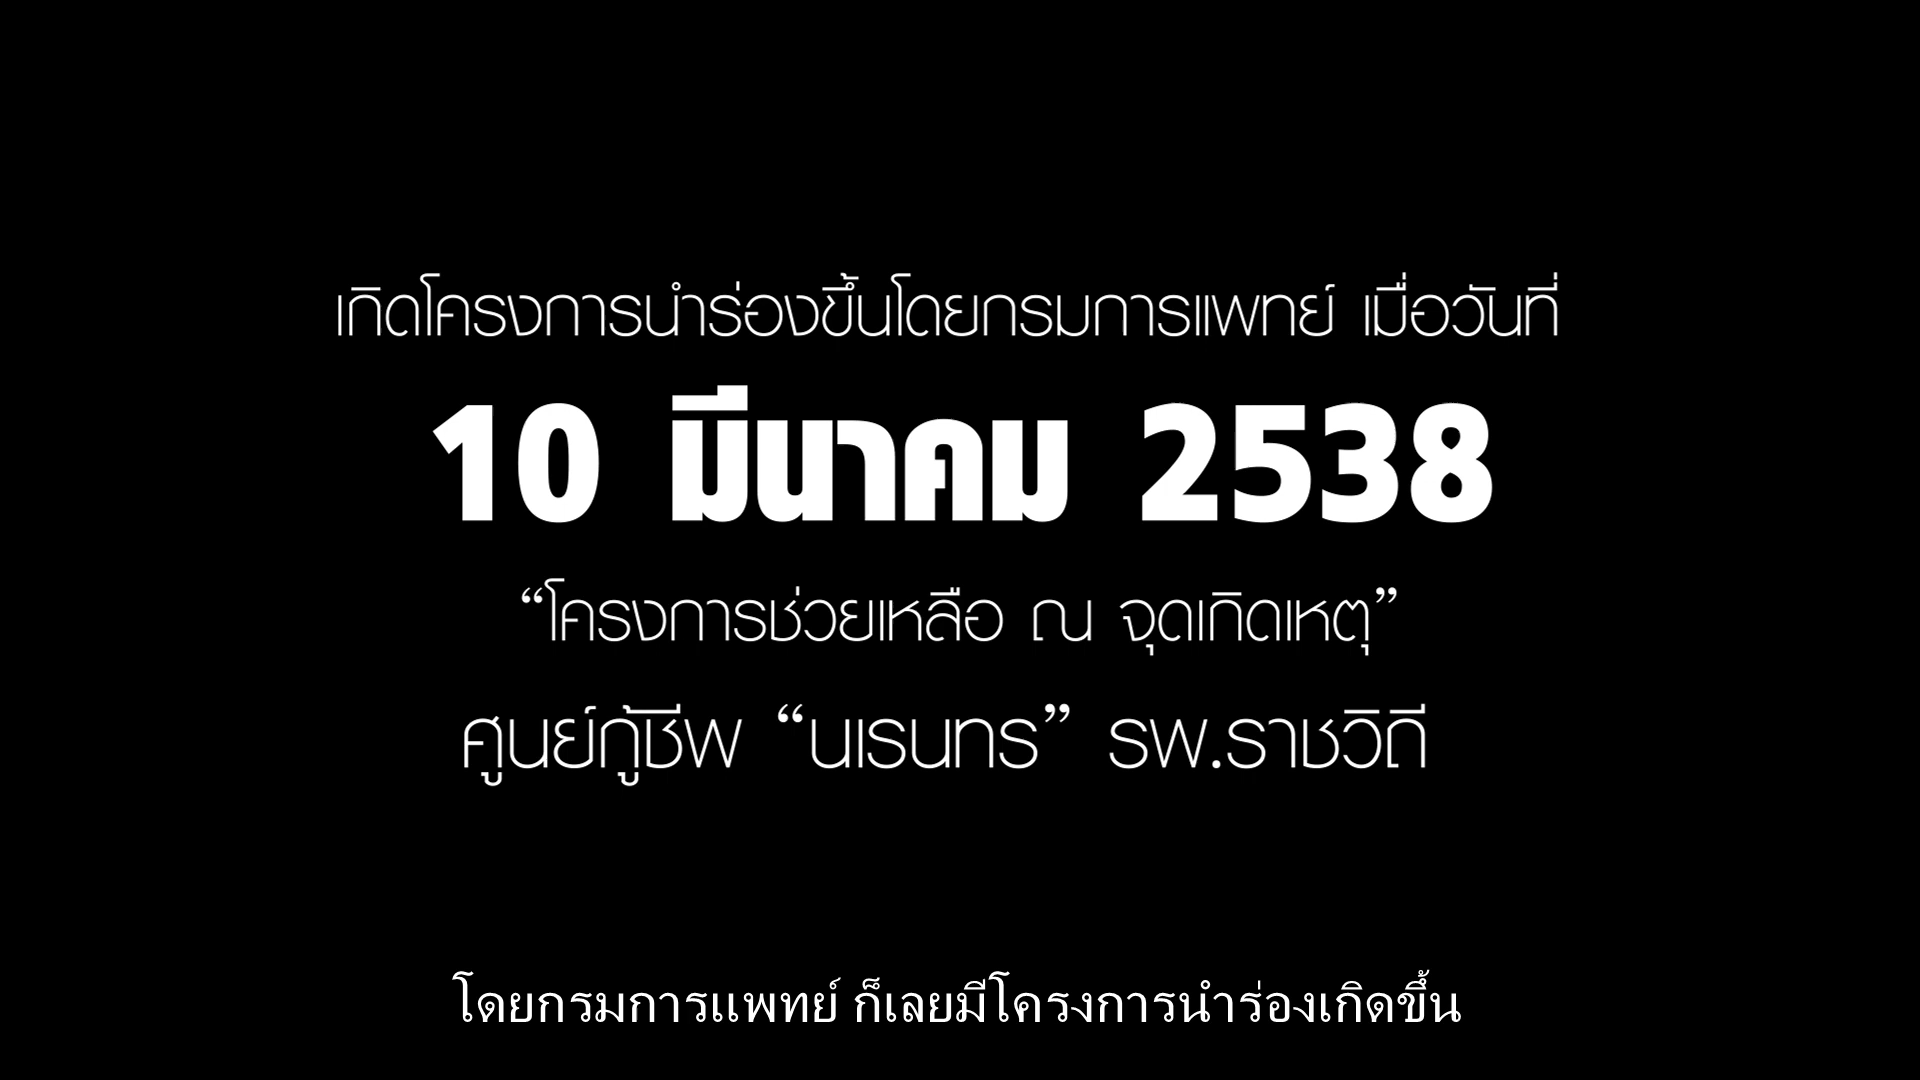 เกิดโครงการนำร่องขึ้นโดยกรมการแพทย์ เมื่อวันที่
10 มีนาคม 2538
“โครงการช่วยเหลือ ณ จุดเกิดเหตุ”
ศูนย์กู้ชีพ “นเรนทร” รพ.ราชวิถี
โดยกรมการแพทย์ ก็เลยมีโครงการนำร่องเกิดขึ้น